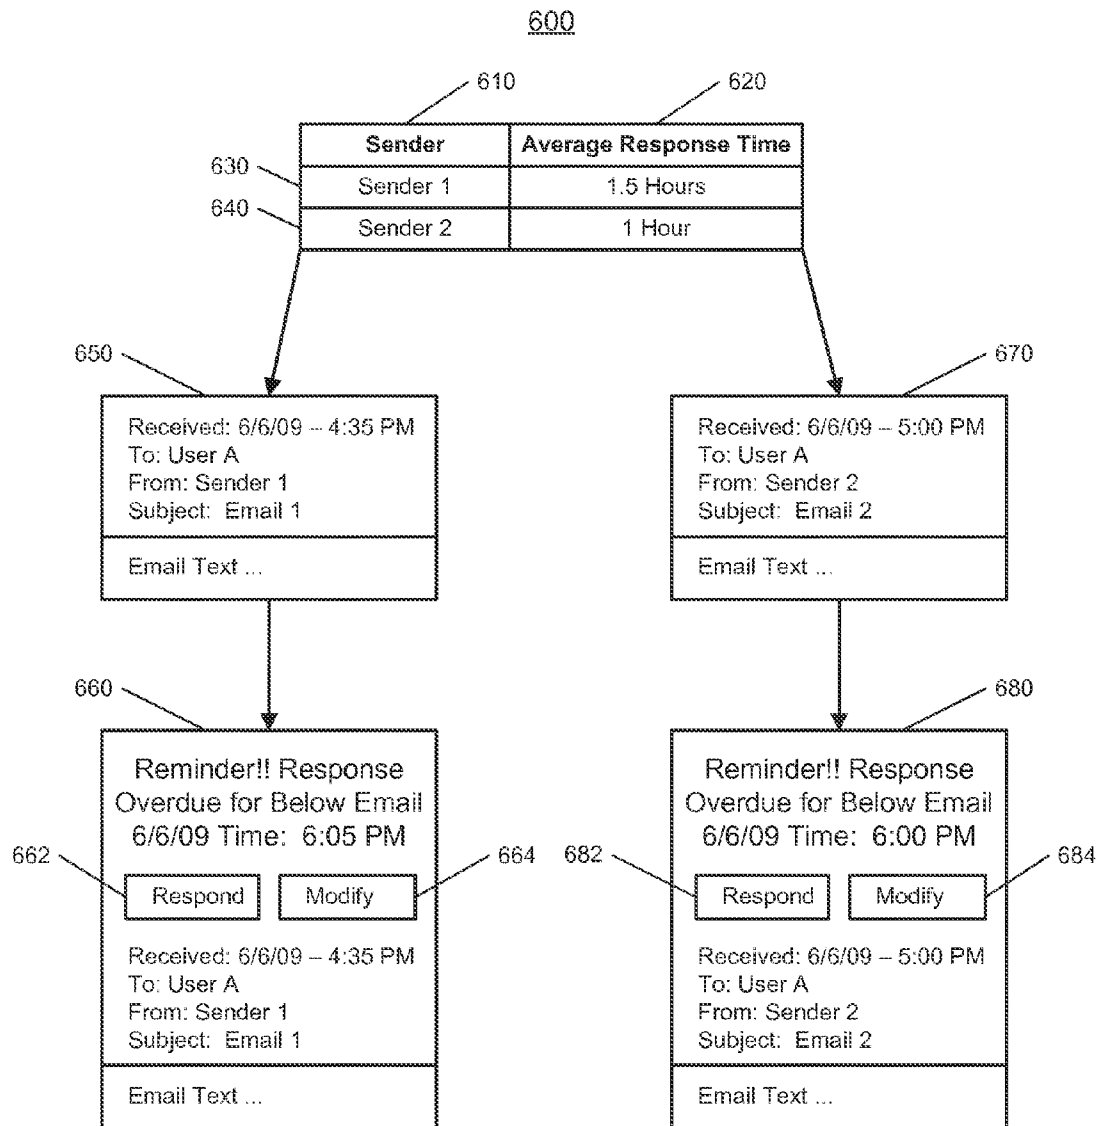 600
610
620
Sender
Average Response Time
630
Sender 1
1.5 Hours
640
Sender 2
1 Hour
650
Received: 6/6/09 – 4:35 PM
To: User A
From: Sender 1
Subject:  Email 1
Email Text ...
670
Received: 6/6/09 – 5:00 PM
To: User A
From: Sender 2
Subject:  Email 2
Email Text ...
660
Reminder!! Response
Overdue for Below Email
6/6/09 Time:  6:05 PM
662
664
Respond
Modify
Received: 6/6/09 – 4:35 PM
To: User A
From: Sender 1
Subject:  Email 1
Email Text ...
680
Reminder!! Response
Overdue for Below Email
6/6/09 Time:  6:00 PM
682
684
Respond
Modify
Received: 6/6/09 – 5:00 PM
To: User A
From: Sender 2
Subject:  Email 2
Email Text ...